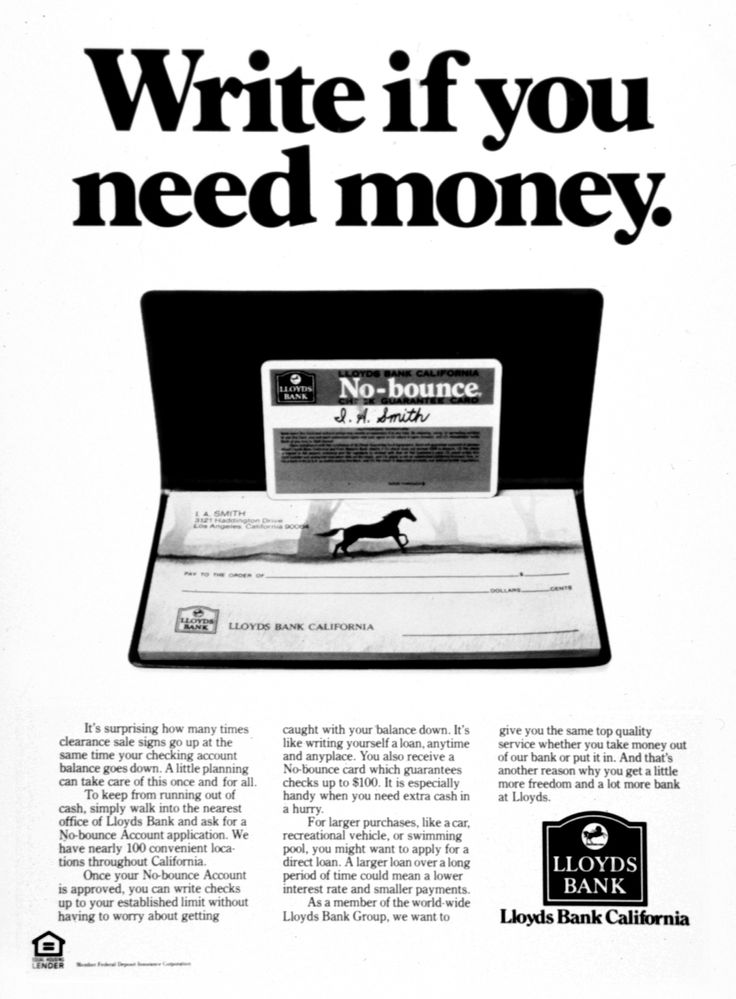 Write if you
need money.
LLOYDS BANK CALIFORNIA
LLOYDS
BANK
No-bounce
CHECK GUARANTEE CARD
I. A. Smith
I. A. SMITH
3121 Haddington Drive
Los Angeles, California 90064
PAY TO THE ORDER OF
$
DOLLARS
CENTS
LLOYDS
BANK
LLOYDS BANK CALIFORNIA
It's surprising how many times
clearance sale signs go up at the
same time your checking account
balance goes down. A little planning
can take care of this once and for all.
To keep from running out of
cash, simply walk into the nearest
office of Lloyds Bank and ask for a
No-bounce Account application. We
have nearly 100 convenient loca-
tions throughout California.
Once your No-bounce Account
is approved, you can write checks
up to your established limit without
having to worry about getting
caught with your balance down. It's
like writing yourself a loan, anytime
and anyplace. You also receive a
No-bounce card which guarantees
checks up to $100. It is especially
handy when you need extra cash in
a hurry.
For larger purchases, like a car,
recreational vehicle, or swimming
pool, you might want to apply for a
direct loan. A larger loan over a long
period of time could mean a lower
interest rate and smaller payments.
As a member of the world-wide
Lloyds Bank Group, we want to
give you the same top quality
service whether you take money out
of our bank or put it in. And that's
another reason why you get a little
more freedom and a lot more bank
at Lloyds.
LLOYDS
BANK
Lloyds Bank California
EQUAL HOUSING
LENDER
Member Federal Deposit Insurance Corporation